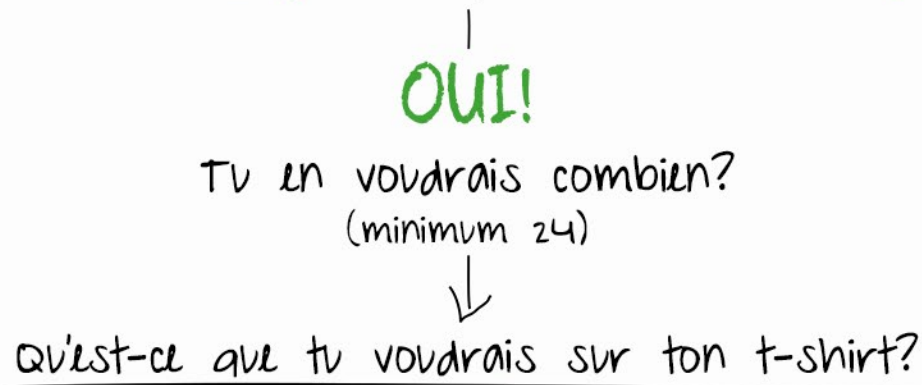 OUI!
Tu en voudrais combien?
(minimum 24)
Qu'est-ce que tu voudrais sur ton t-shirt?